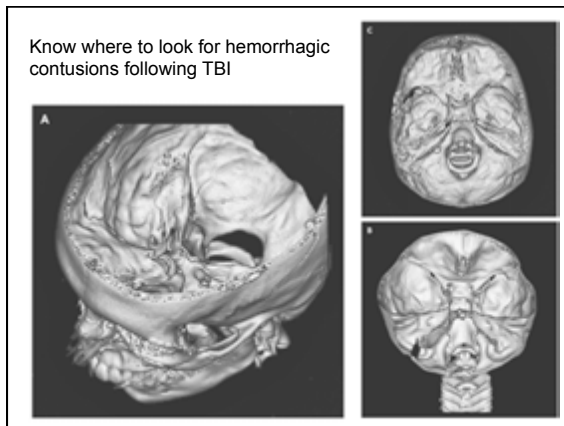 Know where to look for hemorrhagic
contusions following TBI
A
C
B